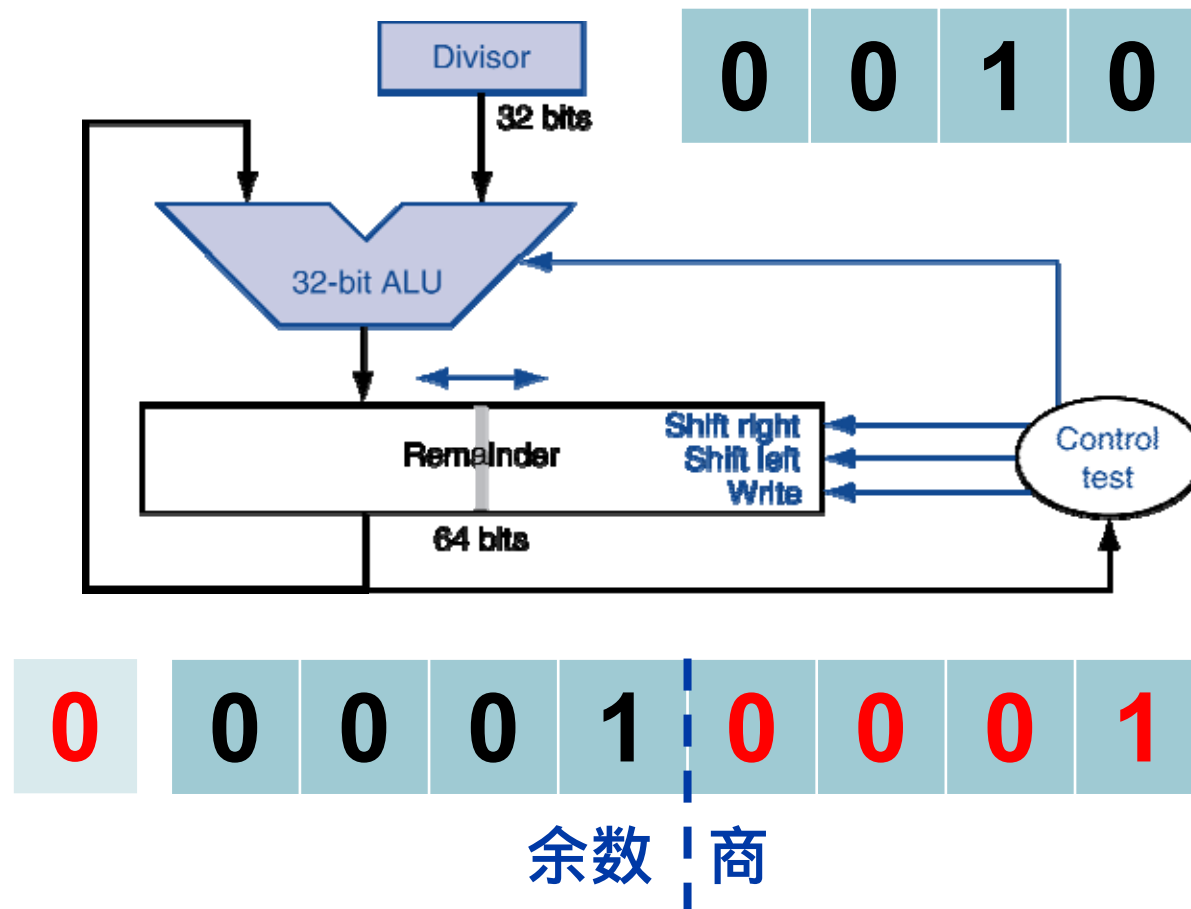 Divisor
0 0 1 0
32 bits
32-bit ALU
Remainder
Shift right
Shift left
Write
Control
test
64 bits
0 0 0 0 1 0 0 0 1
余数 商